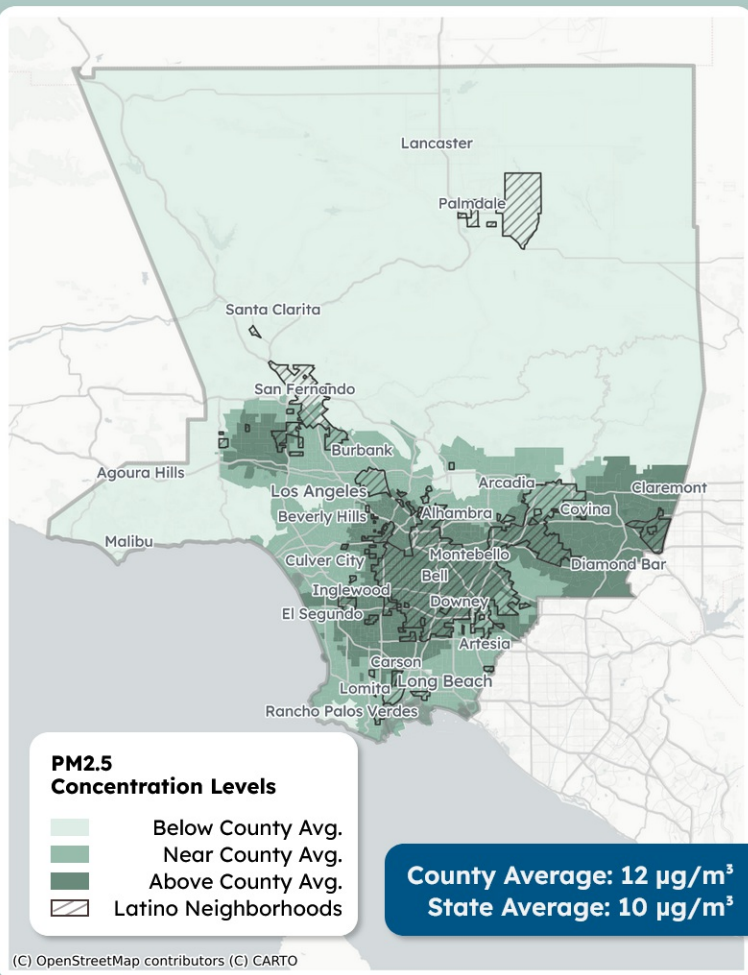 Lancaster
Palmdale
Santa Clarita
San Fernando
Burbank
Agoura Hills
Los Angeles
Arcadia
Claremont
Beverly Hills
Alhambra
Covina
Malibu
Culver City
Montebello
Diamond Bar
Bell
Inglewood
Downey
El Segundo
Artesia
Carson
Lomita
Long Beach
Rancho Palos Verdes
PM2.5
Concentration Levels
Below County Avg.
Near County Avg.
Above County Avg.
Latino Neighborhoods
County Average: 12 µg/m³
State Average: 10 µg/m³
(C) OpenStreetMap contributors (C) CARTO